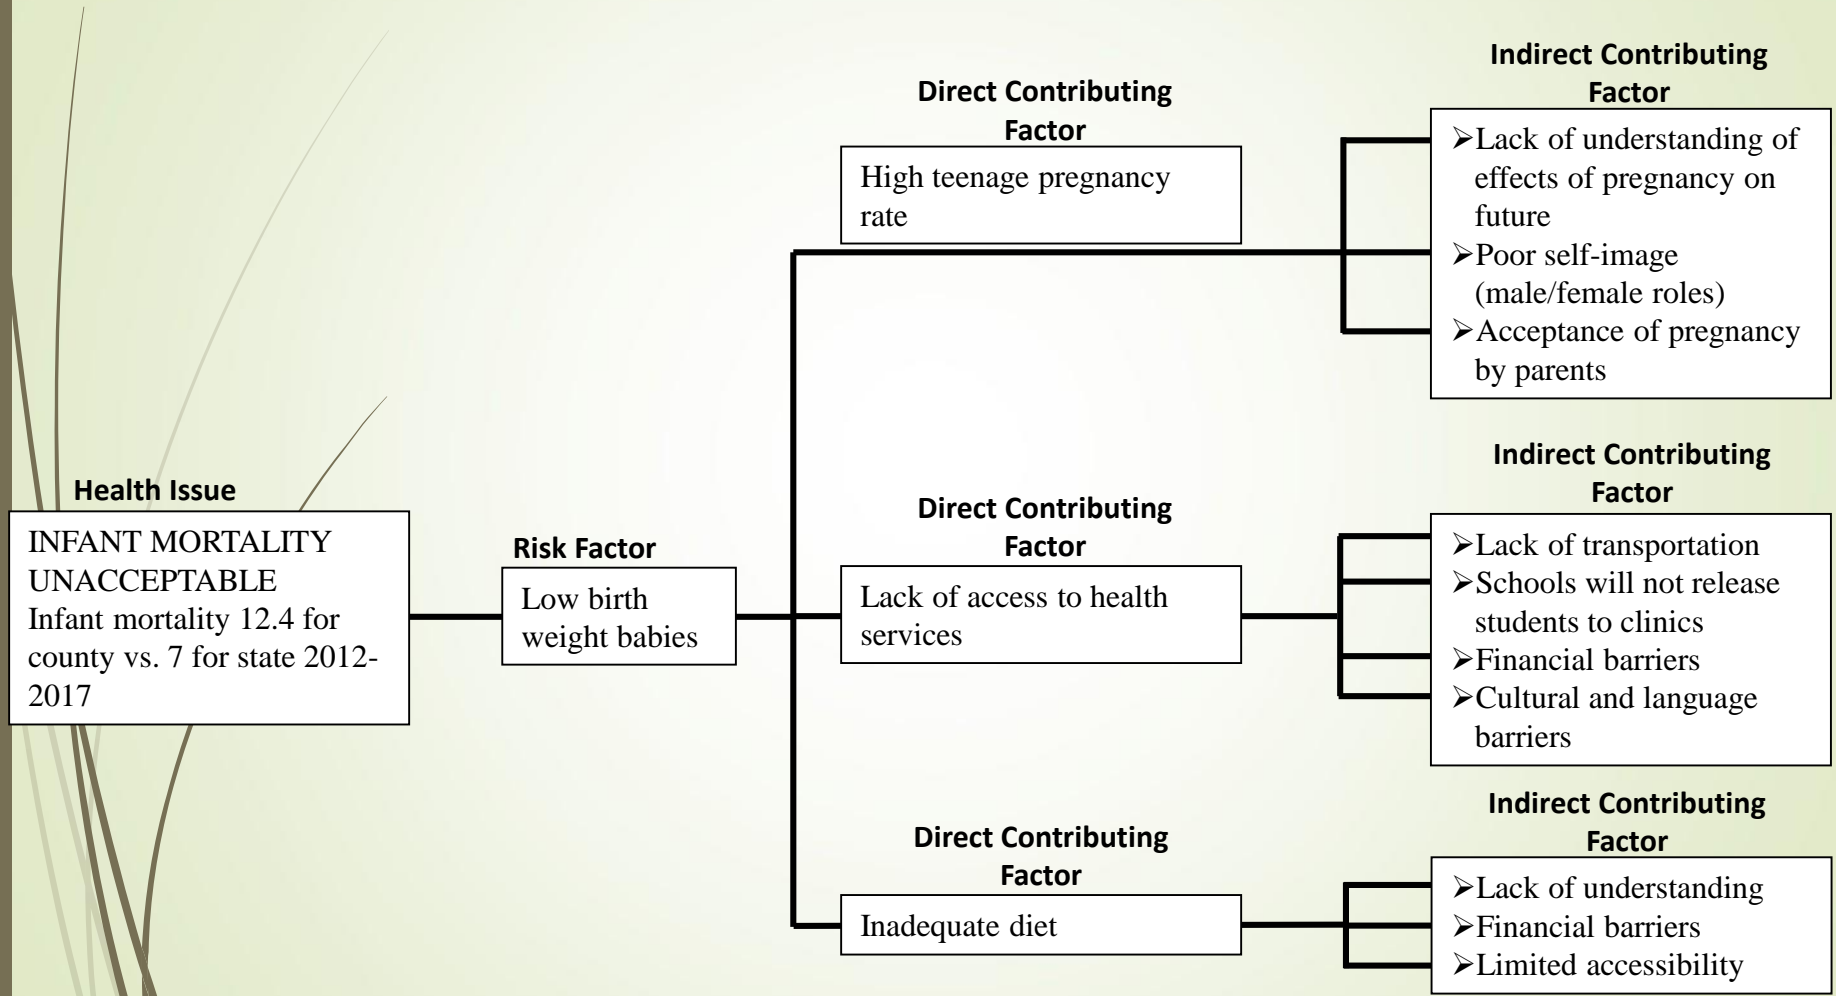 Health Issue
INFANT MORTALITY
UNACCEPTABLE
Infant mortality 12.4 for
county vs. 7 for state 2012-
2017
Risk Factor
Low birth
weight babies
Direct Contributing
Factor
High teenage pregnancy
rate
Indirect Contributing
Factor
➢Lack of understanding of
effects of pregnancy on
future
➢Poor self-image
(male/female roles)
➢Acceptance of pregnancy
by parents
Direct Contributing
Factor
Lack of access to health
services
Indirect Contributing
Factor
➢Lack of transportation
➢Schools will not release
students to clinics
➢Financial barriers
➢Cultural and language
barriers
Direct Contributing
Factor
Inadequate diet
Indirect Contributing
Factor
➢Lack of understanding
➢Financial barriers
➢Limited accessibility